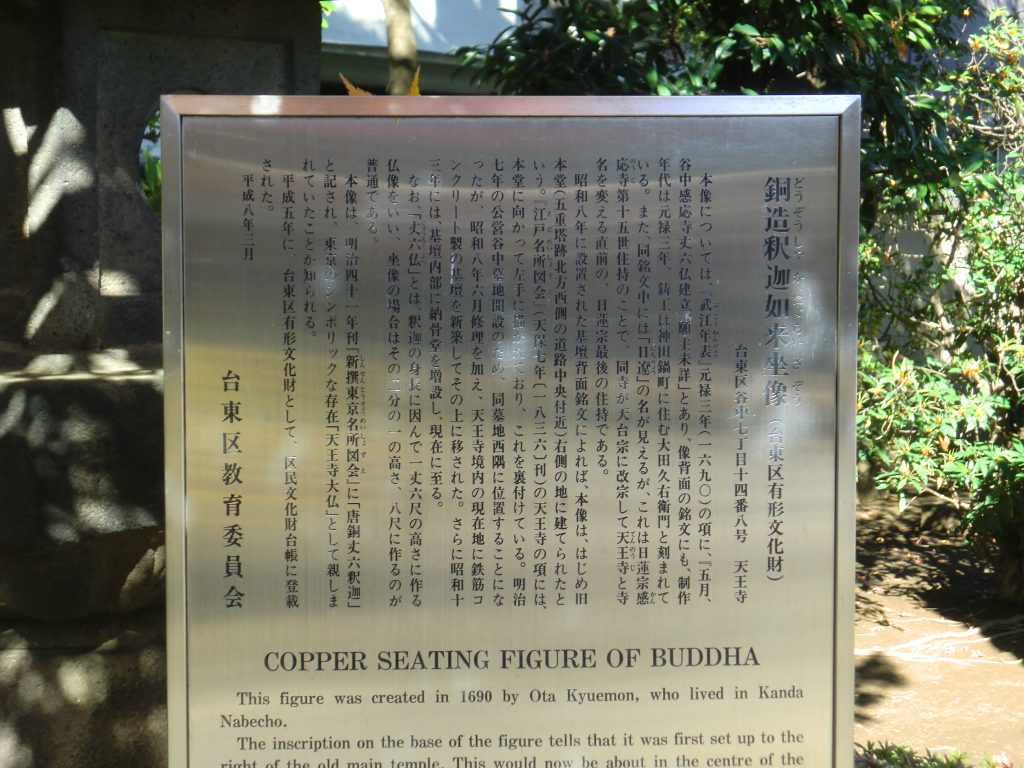 銅造釈迦如来坐像（台東区有形文化財）
台東区谷中七丁目十四番八号　天王寺
本像については、『武江年表』元禄三年（一六九〇）の項に、「五月、
谷中感応寺丈六仏建立、願主未詳」とあり、像背面の銘文にも、制作
年代は元禄三年、鋳工は神田鍋町に住む大田久右衛門と刻まれて
いる。また、同銘文中には「日遼」の名が見えるが、これは日蓮宗感
応寺第十五世住持のことで、同寺が天台宗に改宗して天王寺と寺
名を変える直前の、日蓮宗最後の住持である。
昭和八年に設置された基壇背面銘文によれば、本像は、はじめ旧
本堂（五重塔跡北方西側の道路中央付近）右側の地に建てられたと
いう。『江戸名所図会』（天保七年〔一八三六〕刊）の天王寺の項には、
本堂に向かって左手に描かれており、これを裏付けている。明治
七年の公営谷中墓地開設のため、同墓地西隅に位置することにな
ったが、昭和八年六月修理を加え、天王寺境内の現在地に鉄筋コ
ンクリート製の基壇を新築してその上に移された。さらに昭和十
三年には、基壇内部に納骨堂を増設し、現在に至る。
なお、「丈六仏」とは、釈迦の身長に因んで一丈六尺の高さに作る
仏像をいい、坐像の場合はその二分の一の高さ、八尺に作るのが
普通である。
本像は、明治四十一年刊『新撰東京名所図会』に「唐銅丈六釈迦」
と記され、東京のシンボリックな存在「天王寺大仏」として親しま
れていたことが知られる。
平成五年に、台東区有形文化財として、区民文化財台帳に登載
された。
平成八年三月
台東区教育委員会
COPPER SEATING FIGURE OF BUDDHA
This figure was created in 1690 by Ota Kyuemon, who lived in Kanda
Nabecho.
The inscription on the base of the figure tells that it was first set up to the
right of the old main temple. This would now be about in the centre of the